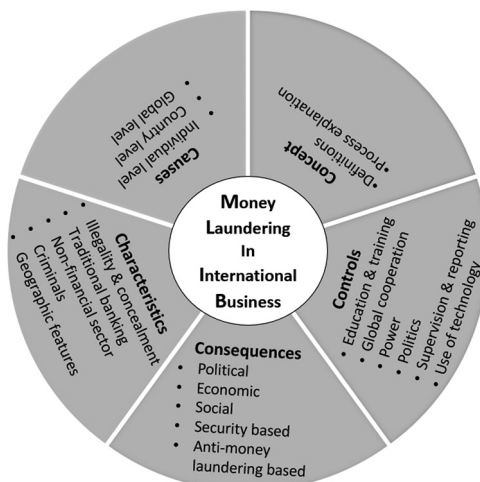 Money
Laundering
In
International
Business
Concept
• Definitions
• Process explanation
Controls
• Education & training
• Global cooperation
• Power
• Politics
• Supervision & reporting
• Use of technology
Consequences
• Political
• Economic
• Social
• Security based
• Anti-money
laundering based
Characteristics
• Illegality & concealment
• Traditional banking
• Non-financial sector
• Criminals
• Geographic features
Causes
• Individual level
• Country level
• Global level